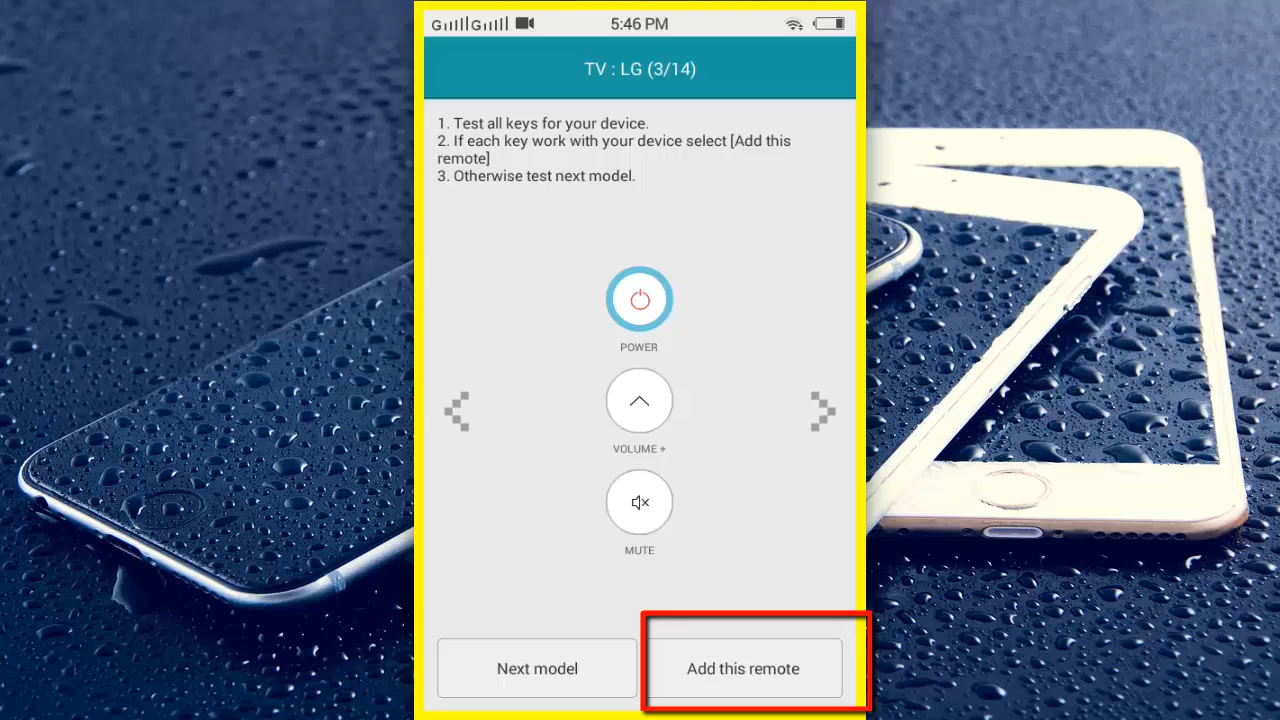 GG 5:46 PM
TV : LG (3/14)
1. Test all keys for your device.
2. If each key work with your device select [Add this
remote]
3. Otherwise test next model.
POWER
VOLUME +
MUTE
Next model Add this remote